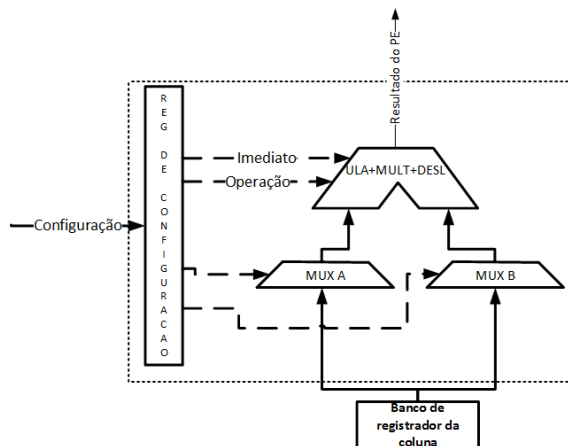 Resultado do PE
REG DE CONFIGURACAO
Imediato
Operação
ULA+MULT+DESL
Configuração
MUX A
MUX B
Banco de
registrador da
coluna